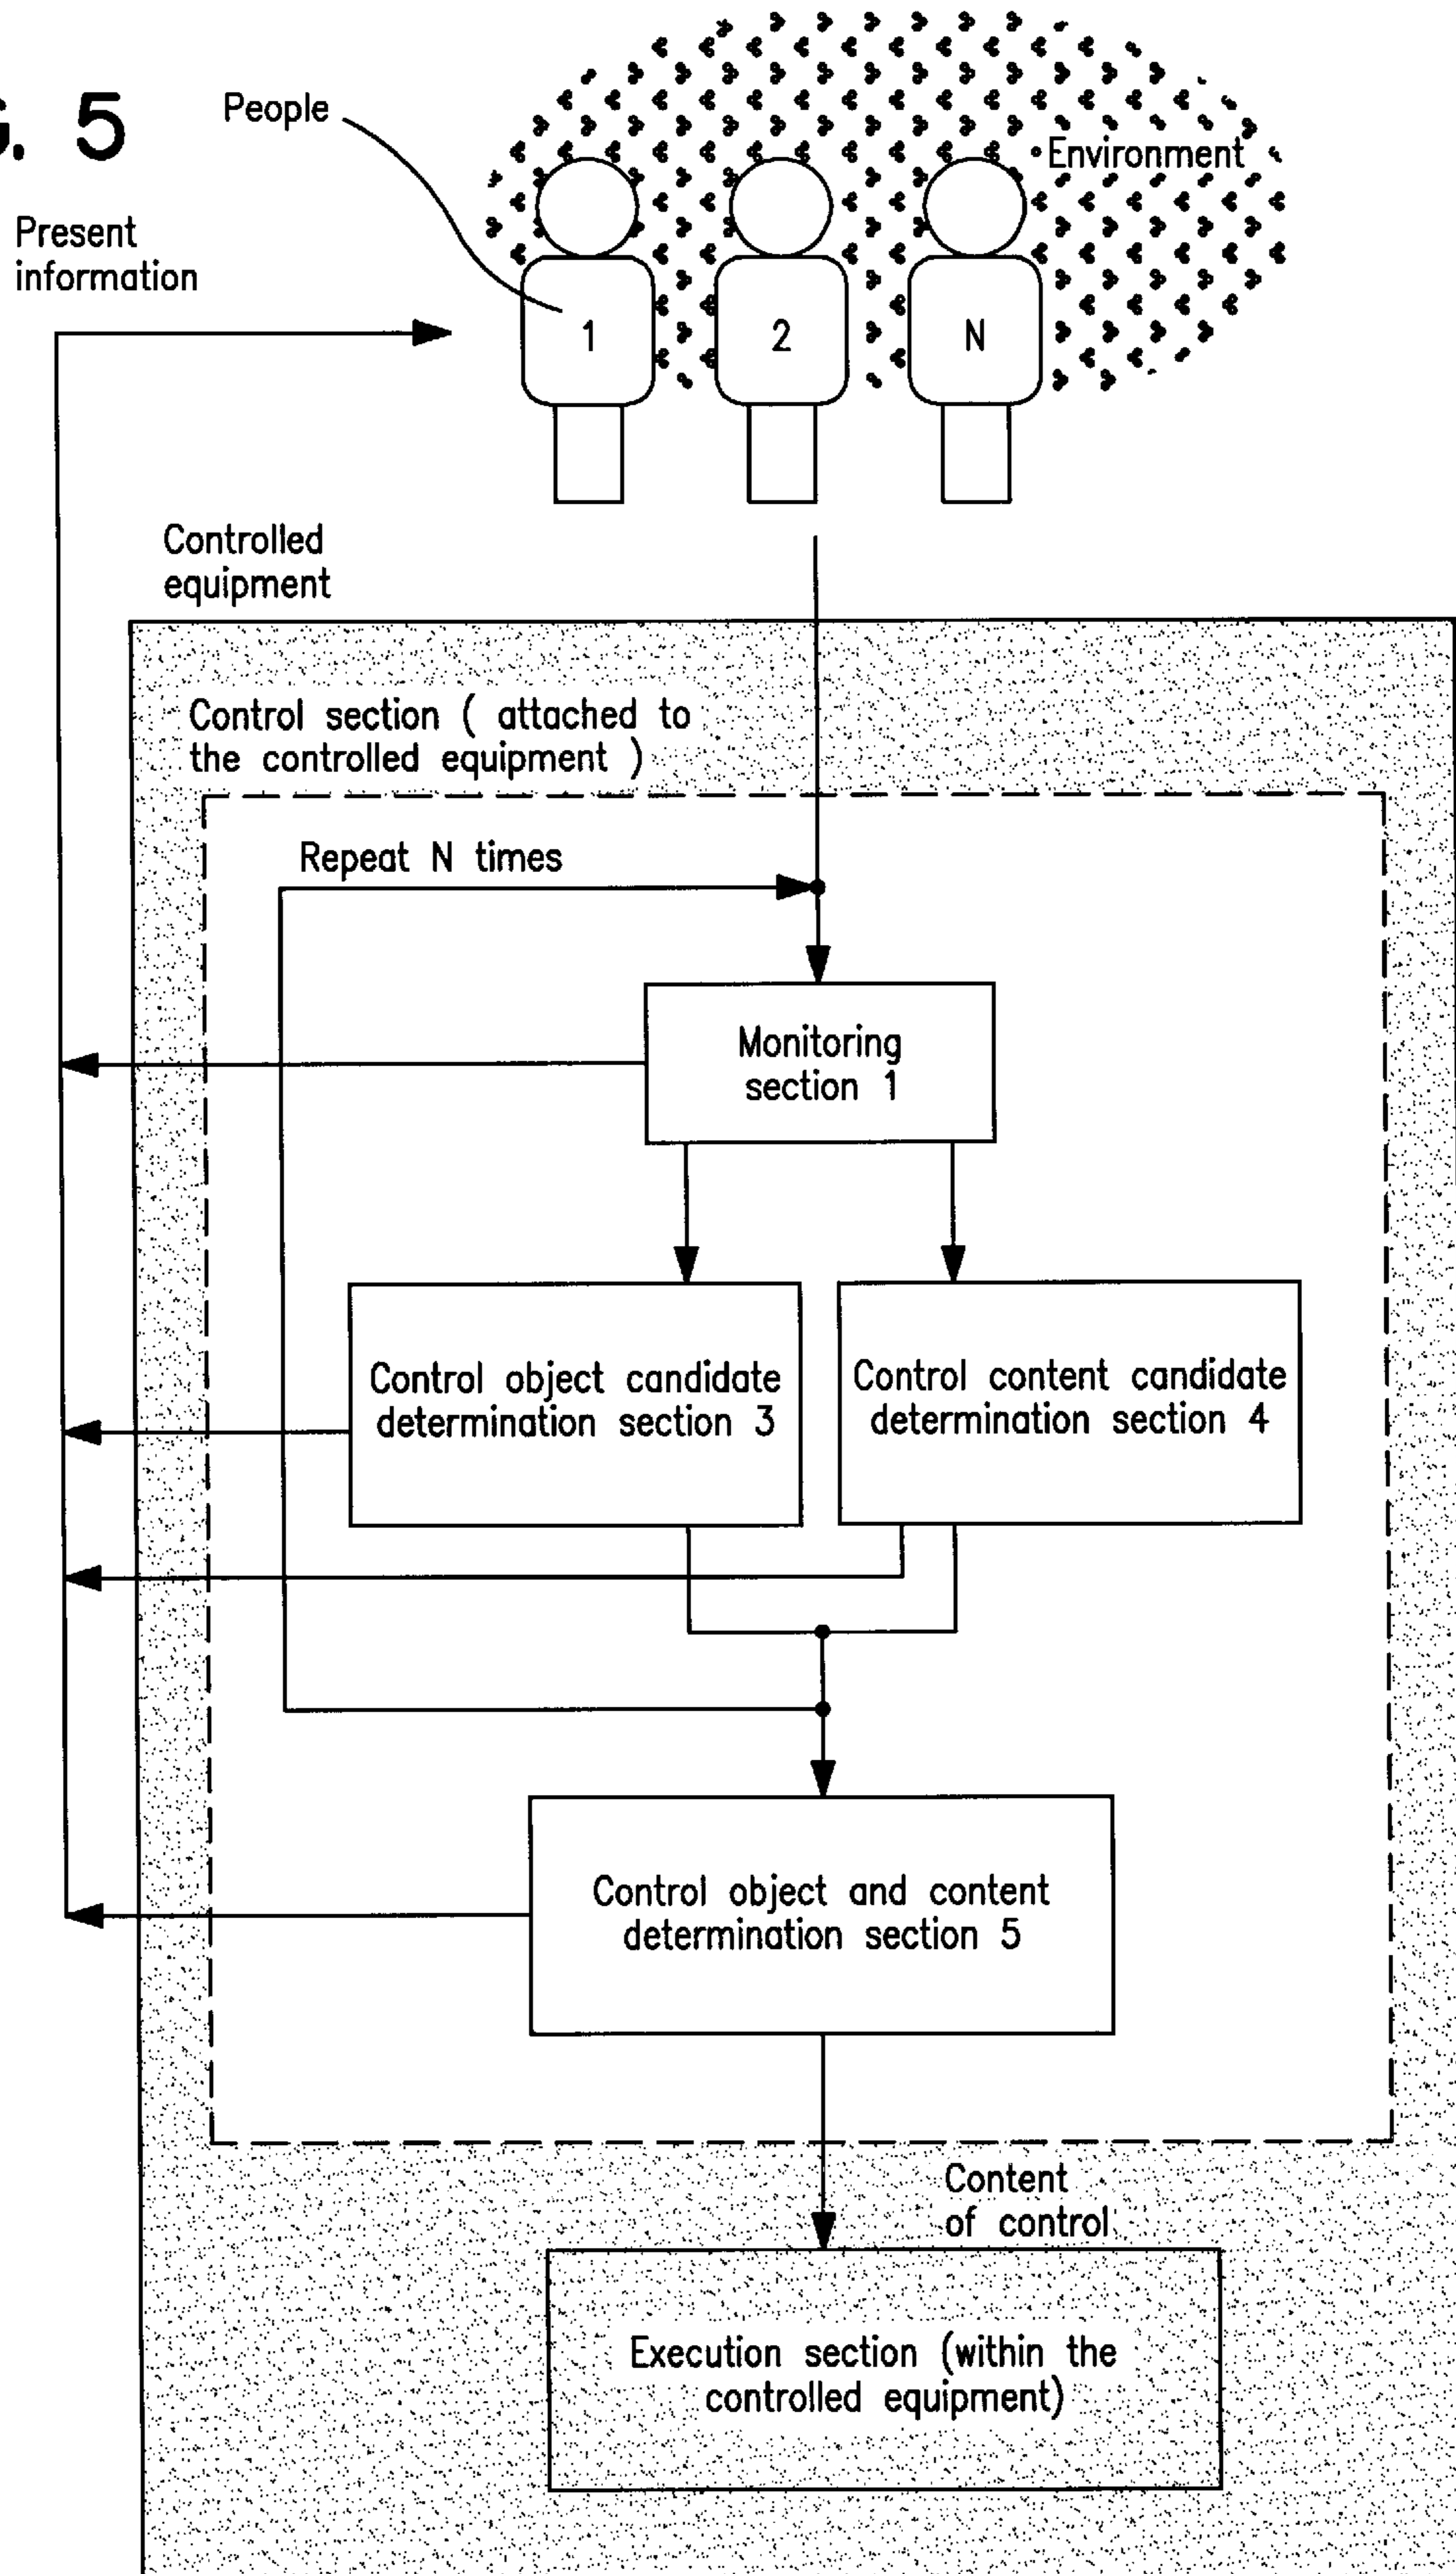 5
People
Environment
Present
information
1
2
N
Controlled
equipment
Control section ( attached to
the controlled equipment )
Repeat N times
Monitoring
section 1
Control object candidate
determination section 3
Control content candidate
determination section 4
Control object and content
determination section 5
Content
of control
Execution section (within the
controlled equipment)